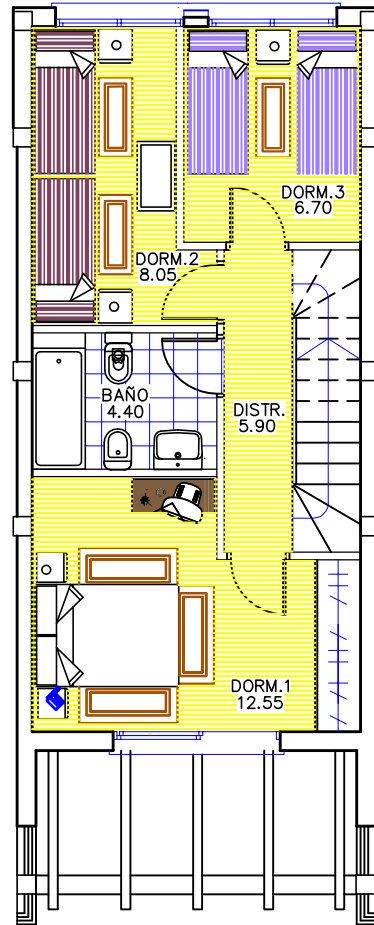 DORM.3
6.70
DORM.2
8.05
BAÑO
4.40
DISTR.
5.90
DORM.1
12.55